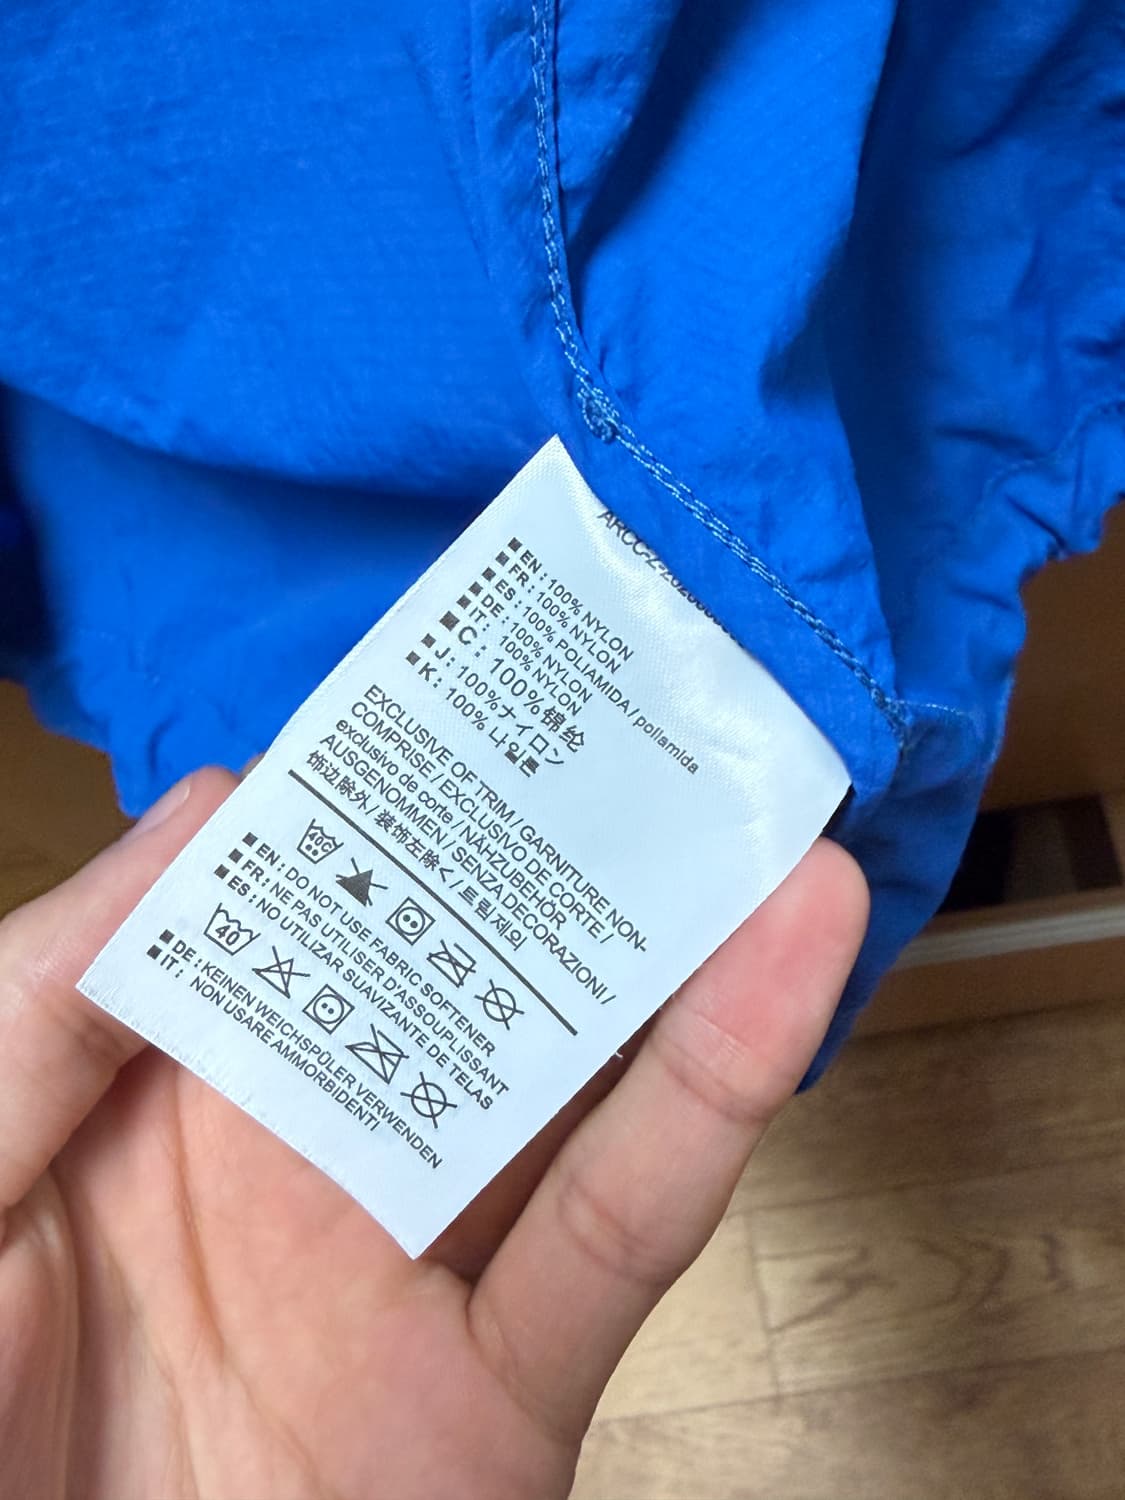 ■ EN : 100% NYLON
■ FR : 100% NYLON
■ ES : 100% POLIAMIDA / poliamida
■ DE : 100% NYLON
■ IT : 100% NYLON
■ C : 100% 锦纶
■ J : 100%ナイロン
■ K : 100% 나일론
EXCLUSIVE OF TRIM / GARNITURE NON-
COMPRISE / EXCLUSIVO DE CORTE /
exclusivo de corte / NÄHZUBEHÖR
AUSGENOMMEN / SENZA DECORAZIONI /
饰边除外 / 装飾左除く / 트림제외
40C
■ EN : DO NOT USE FABRIC SOFTENER
■ FR : NE PAS UTILISER D'ASSOUPLISSANT
■ ES : NO UTILIZAR SUAVIZANTE DE TELAS
40
■ DE : KEINEN WEICHSPÜLER VERWENDEN
■ IT : NON USARE AMMORBIDENTI